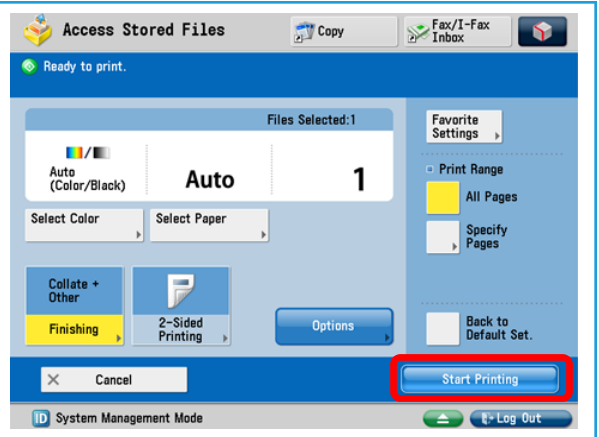 Access Stored Files
Copy
Fax/I-Fax
Inbox
Ready to print.
Files Selected:1
Auto
(Color/Black)
Auto
1
Select Color
Select Paper
Collate +
Other
Finishing
2-Sided
Printing
Options
Favorite
Settings
Print Range
All Pages
Specify
Pages
Back to
Default Set.
Cancel
Start Printing
ID System Management Mode
Log Out